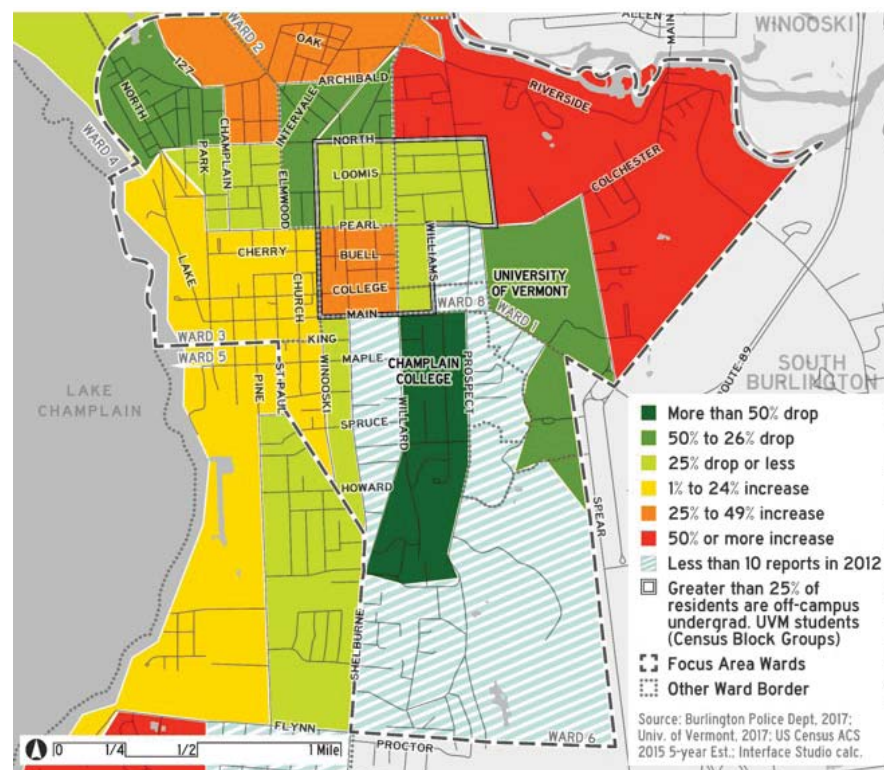 ALLEN
MAIN
WINOOSKI
WARD 2
OAK
127
ARCHIBALD
RIVERSIDE
NORTH
INTERVALE
CHAMPLAIN
PARK
NORTH
COLCHESTER
WARD 4
LOOMIS
ELMWOOD
PEARL
WILLIAMS
CHERRY
BUELL
LAKE
CHURCH
COLLEGE
UNIVERSITY
OF VERMONT
WARD 8
MAIN
WARD 1
WARD 3
KING
WARD 5
MAPLE
CHAMPLAIN
COLLEGE
PROSPECT
ST PAUL
PINE
WINOOSKI
WILLARD
SPRUCE
LAKE
CHAMPLAIN
ROUTE-89
SOUTH
BURLINGTON
HOWARD
SPEAR
SHELBURNE
FLYNN
WARD 6
PROCTOR
0 1/4 1/2 1 Mile
More than 50% drop
50% to 26% drop
25% drop or less
1% to 24% increase
25% to 49% increase
50% or more increase
Less than 10 reports in 2012
Greater than 25% of
residents are off-campus
undergrad. UVM students
(Census Block Groups)
Focus Area Wards
Other Ward Border
Source: Burlington Police Dept, 2017;
Univ. of Vermont, 2017; US Census ACS
2015 5-year Est.; Interface Studio calc.